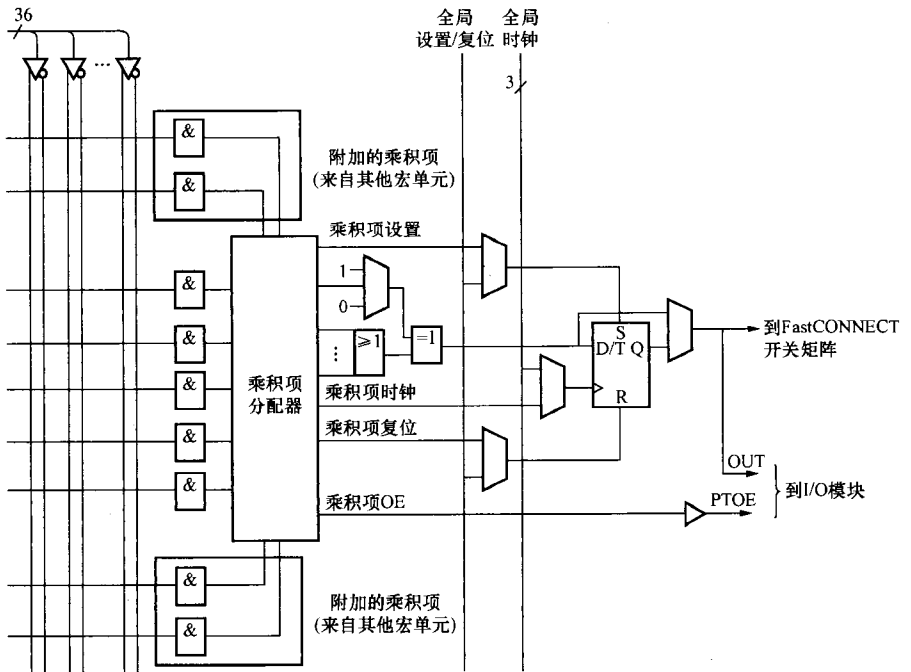 36
全局
设置/复位
全局
时钟
3
...
&
&
附加的乘积项
(来自其他宏单元)
乘积项设置
&
1
0
&
⋮
≥1
=1
&
乘积项
分配器
乘积项时钟
&
乘积项复位
&
乘积项OE
S
D/T Q
R
到FastCONNECT
开关矩阵
OUT
PTOE
到I/O模块
&
&
附加的乘积项
(来自其他宏单元)